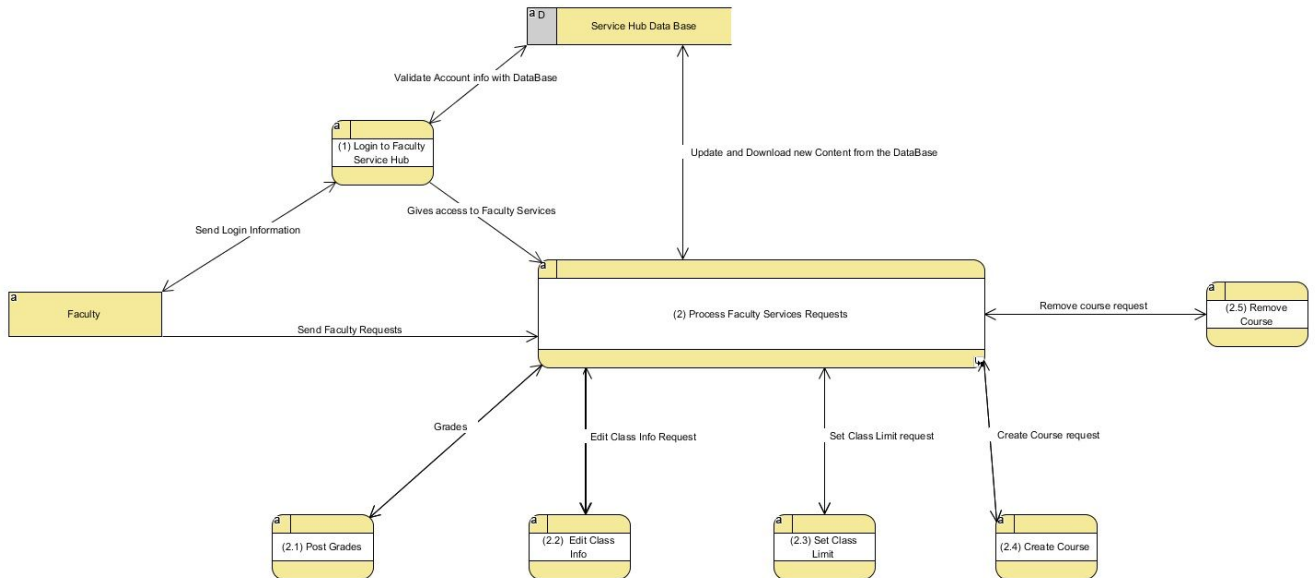 a D
Service Hub Data Base
Validate Account info with DataBase
a
(1) Login to Faculty
Service Hub
Update and Download new Content from the DataBase
Gives access to Faculty Services
Send Login Information
a
Faculty
Send Faculty Requests
a
(2) Process Faculty Services Requests
Remove course request
a
(2.5) Remove
Course
Grades
Edit Class Info Request
Set Class Limit request
Create Course request
a
(2.1) Post Grades
a
(2.2) Edit Class
Info
a
(2.3) Set Class
Limit
a
(2.4) Create Course